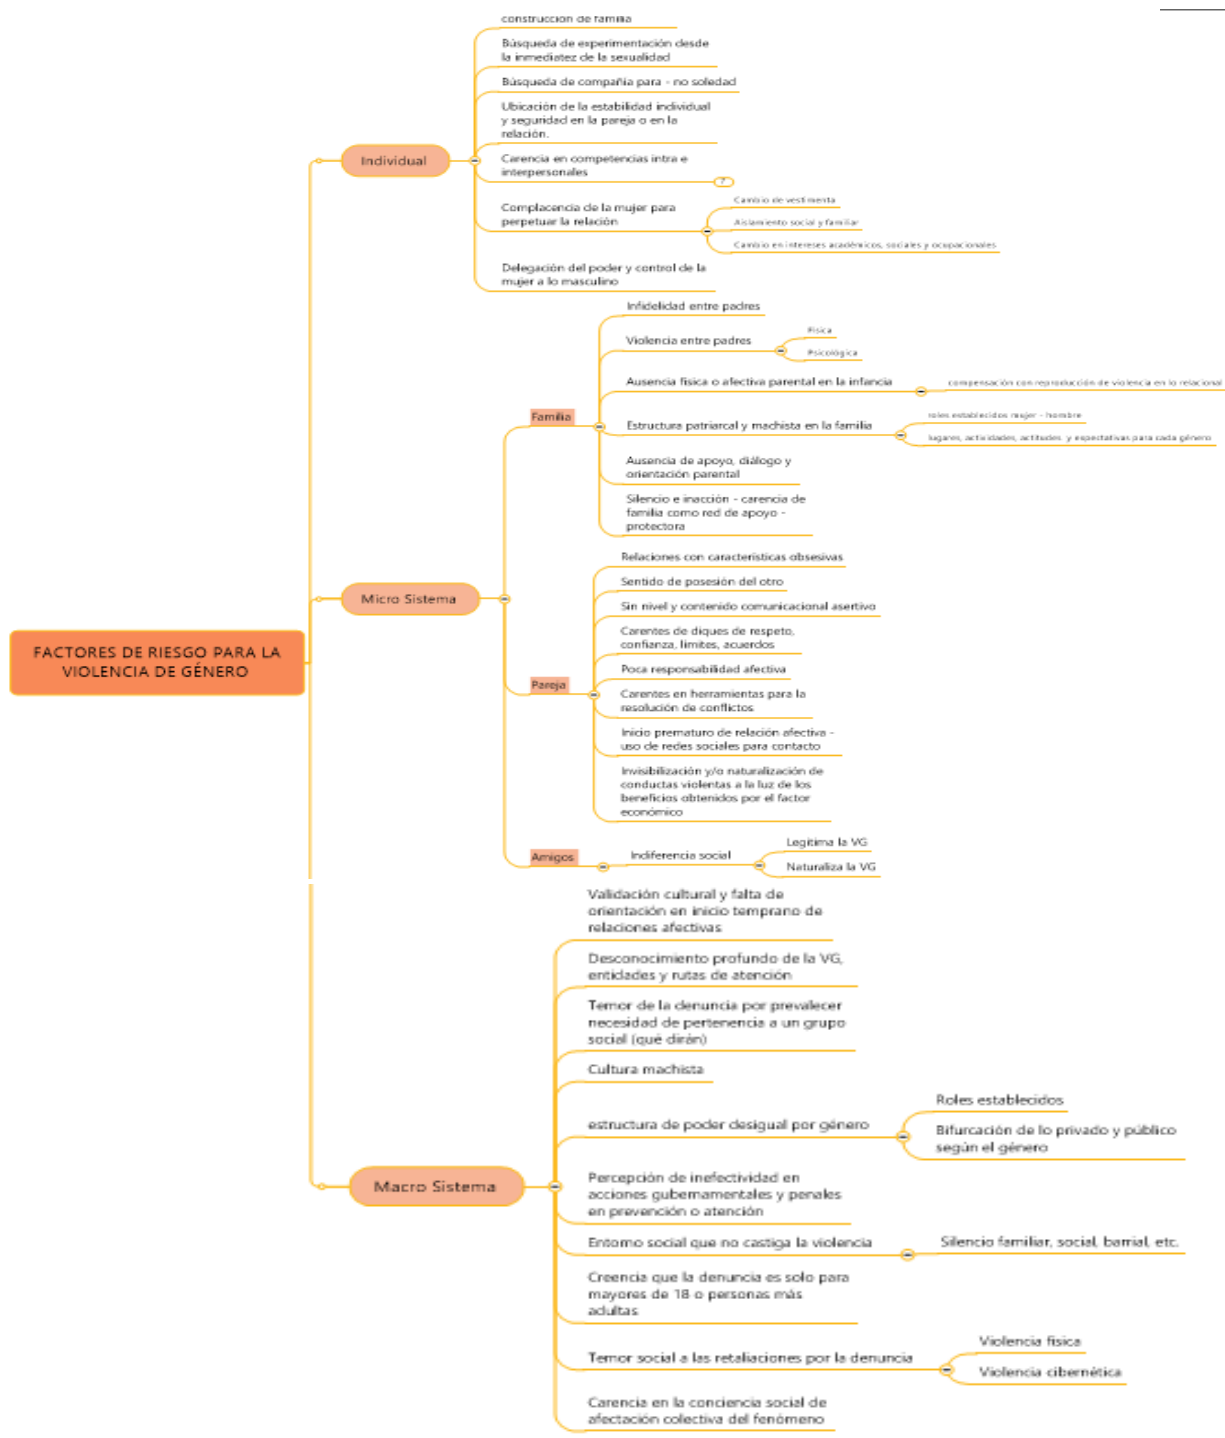 FACTORES DE RIESGO PARA LA
VIOLENCIA DE GÉNERO
Individual
construcción de familia
Búsqueda de experimentación desde
la inmediatez de la sexualidad
Búsqueda de compañía para - no soledad
Ubicación de la estabilidad individual
y seguridad en la pareja o en la
relación.
Carencia en competencias intra e
interpersonales
7
Complacencia de la mujer para
perpetuar la relación
Cambio de vestimenta
Aislamiento social y familiar
Cambio en intereses académicos, sociales y ocupacionales
Delegación del poder y control de la
mujer a lo masculino
Micro Sistema
Familia
Infidelidad entre padres
Violencia entre padres
Física
Psicológica
Ausencia física o afectiva parental en la infancia
compensación con reproducción de violencia en lo relacional
Estructura patriarcal y machista en la familia
roles establecidos mujer - hombre
lugares, actividades, actitudes y expectativas para cada género
Ausencia de apoyo, diálogo y
orientación parental
Silencio e inacción - carencia de
familia como red de apoyo -
protectora
Pareja
Relaciones con características obsesivas
Sentido de posesión del otro
Sin nivel y contenido comunicacional asertivo
Carentes de diques de respeto,
confianza, límites, acuerdos
Poca responsabilidad afectiva
Carentes en herramientas para la
resolución de conflictos
Inicio prematuro de relación afectiva -
uso de redes sociales para contacto
Invisibilización y/o naturalización de
conductas violentas a la luz de los
beneficios obtenidos por el factor
económico
Amigos
Indiferencia social
Legitima la VG
Naturaliza la VG
Macro Sistema
Validación cultural y falta de
orientación en inicio temprano de
relaciones afectivas
Desconocimiento profundo de la VG,
entidades y rutas de atención
Temor de la denuncia por prevalecer
necesidad de pertenencia a un grupo
social (qué dirán)
Cultura machista
estructura de poder desigual por género
Roles establecidos
Bifurcación de lo privado y público
según el género
Percepción de inefectividad en
acciones gubernamentales y penales
en prevención o atención
Entorno social que no castiga la violencia
Silencio familiar, social, barrial, etc.
Creencia que la denuncia es solo para
mayores de 18 o personas más
adultas
Temor social a las retaliaciones por la denuncia
Violencia física
Violencia cibernética
Carencia en la conciencia social de
afectación colectiva del fenómeno